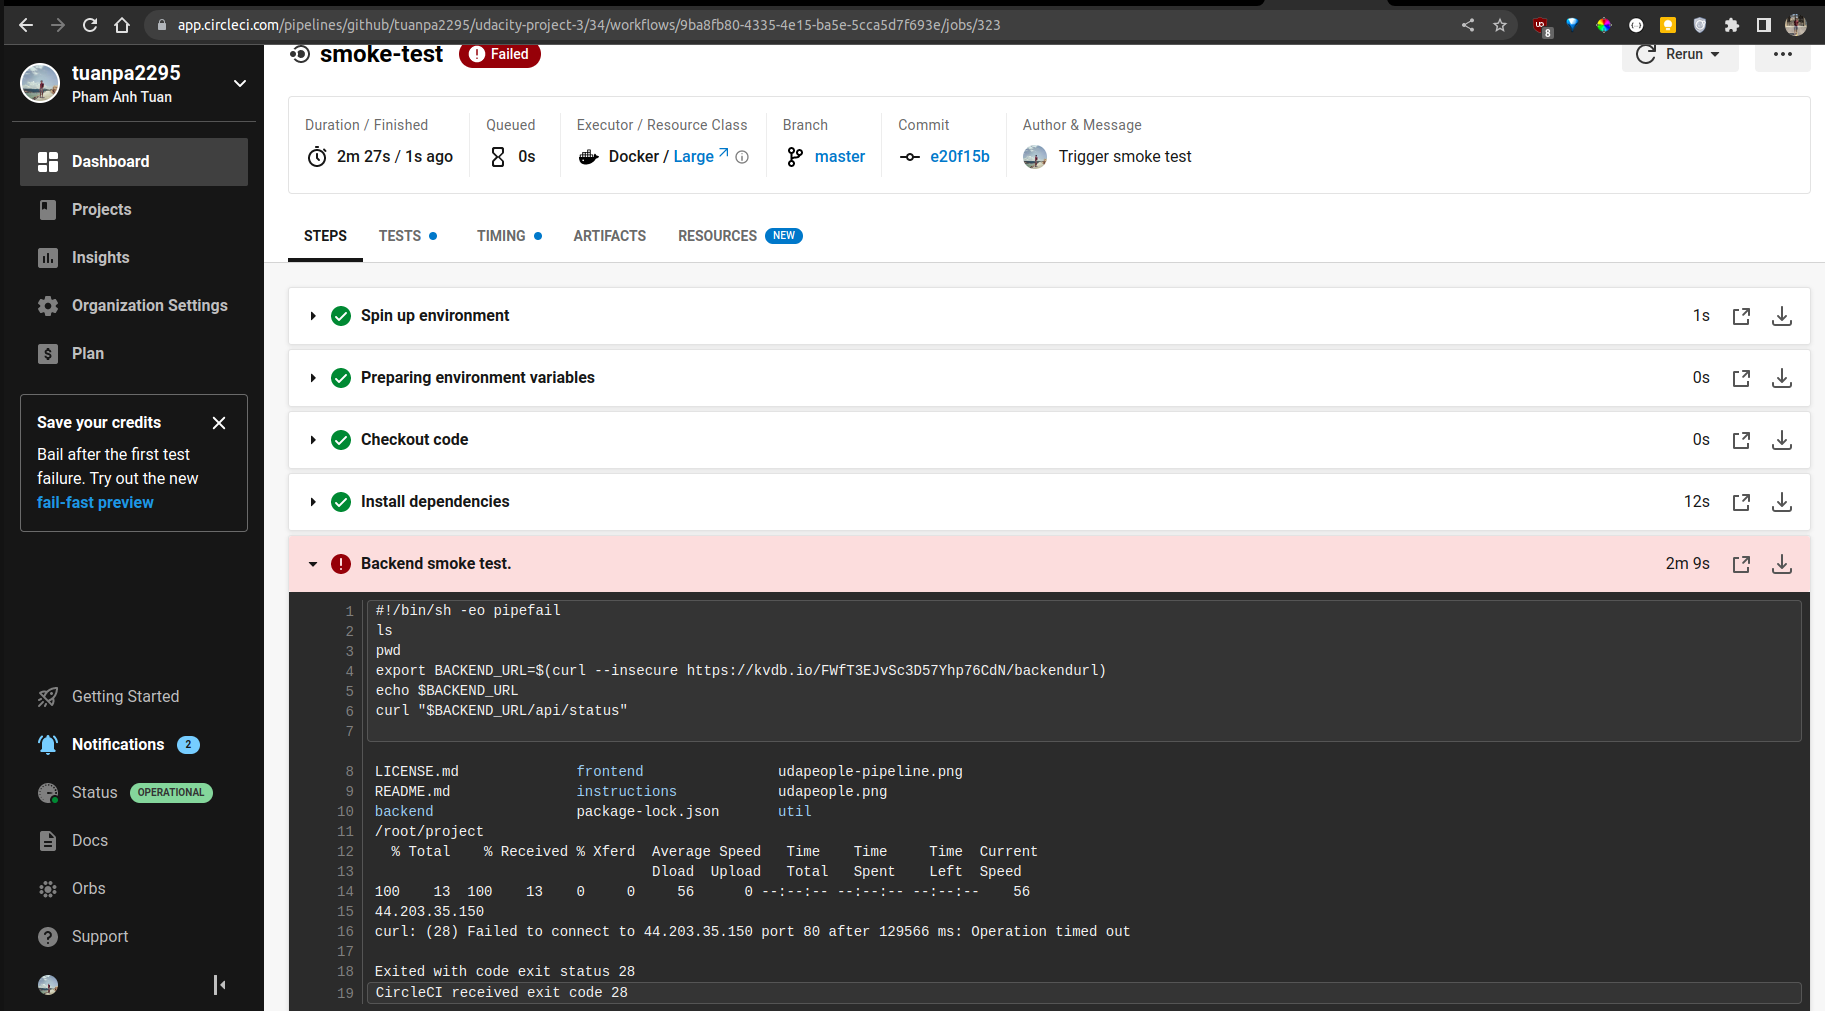 app.circleci.com/pipelines/github/tuanpa2295/udacity-project-3/34/workflows/9ba8fb80-4335-4e15-ba5e-5cca5d7f693e/jobs/323
8
tuanpa2295
Pham Anh Tuan
Dashboard
Projects
Insights
Organization Settings
Plan
Save your credits
Bail after the first test
failure. Try out the new
fail-fast preview
Getting Started
Notifications 2
Status OPERATIONAL
Docs
Orbs
Support
smoke-test Failed
Rerun
Duration / Finished
2m 27s / 1s ago
Queued
0s
Executor / Resource Class
Docker / Large
Branch
master
Commit
e20f15b
Author & Message
Trigger smoke test
STEPS TESTS TIMING ARTIFACTS RESOURCES NEW
Spin up environment 1s
Preparing environment variables 0s
Checkout code 0s
Install dependencies 12s
Backend smoke test. 2m 9s
1 #!/bin/sh -eo pipefail
2 ls
3 pwd
4 export BACKEND_URL=$(curl --insecure https://kvdb.io/FWfT3EJvSc3D57Yhp76CdN/backendurl)
5 echo $BACKEND_URL
6 curl "$BACKEND_URL/api/status"
7
8 LICENSE.md frontend udapeople-pipeline.png
9 README.md instructions udapeople.png
10 backend package-lock.json util
11 /root/project
12 % Total % Received % Xferd Average Speed Time Time Time Current
13 Dload Upload Total Spent Left Speed
14 100 13 100 13 0 0 56 0 --:--:-- --:--:-- --:--:-- 56
15 44.203.35.150
16 curl: (28) Failed to connect to 44.203.35.150 port 80 after 129566 ms: Operation timed out
17
18 Exited with code exit status 28
19 CircleCI received exit code 28